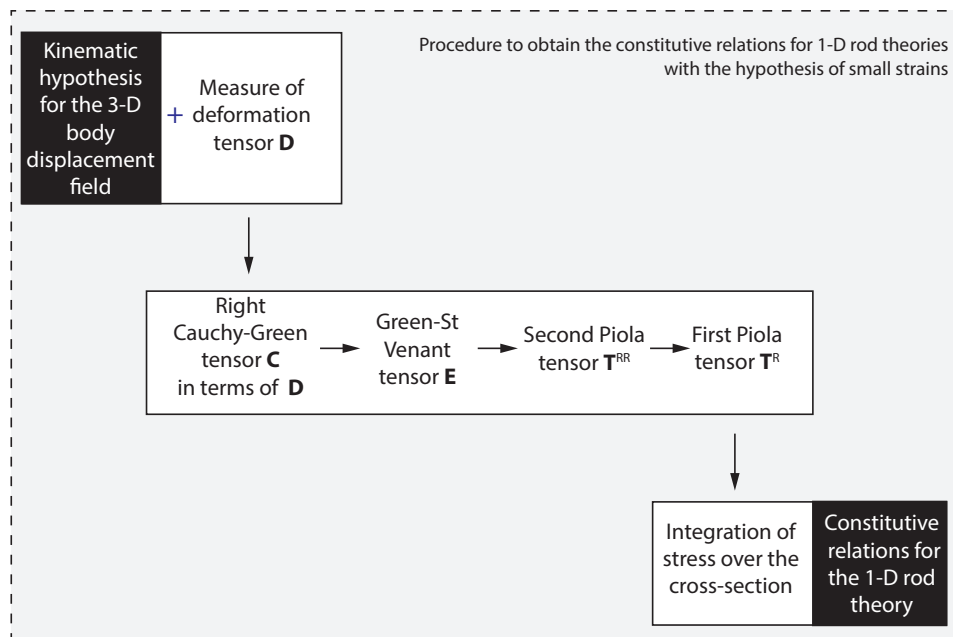 Procedure to obtain the constitutive relations for 1-D rod theories
with the hypothesis of small strains
Kinematic
hypothesis
for the 3-D
body
displacement
field
+
Measure of
deformation
tensor D
Right
Cauchy-Green
tensor C
in terms of D
Green-St
Venant
tensor E
Second Piola
tensor Tᴿᴿ
First Piola
tensor Tᴿ
Integration of
stress over the
cross-section
Constitutive
relations for
the 1-D rod
theory